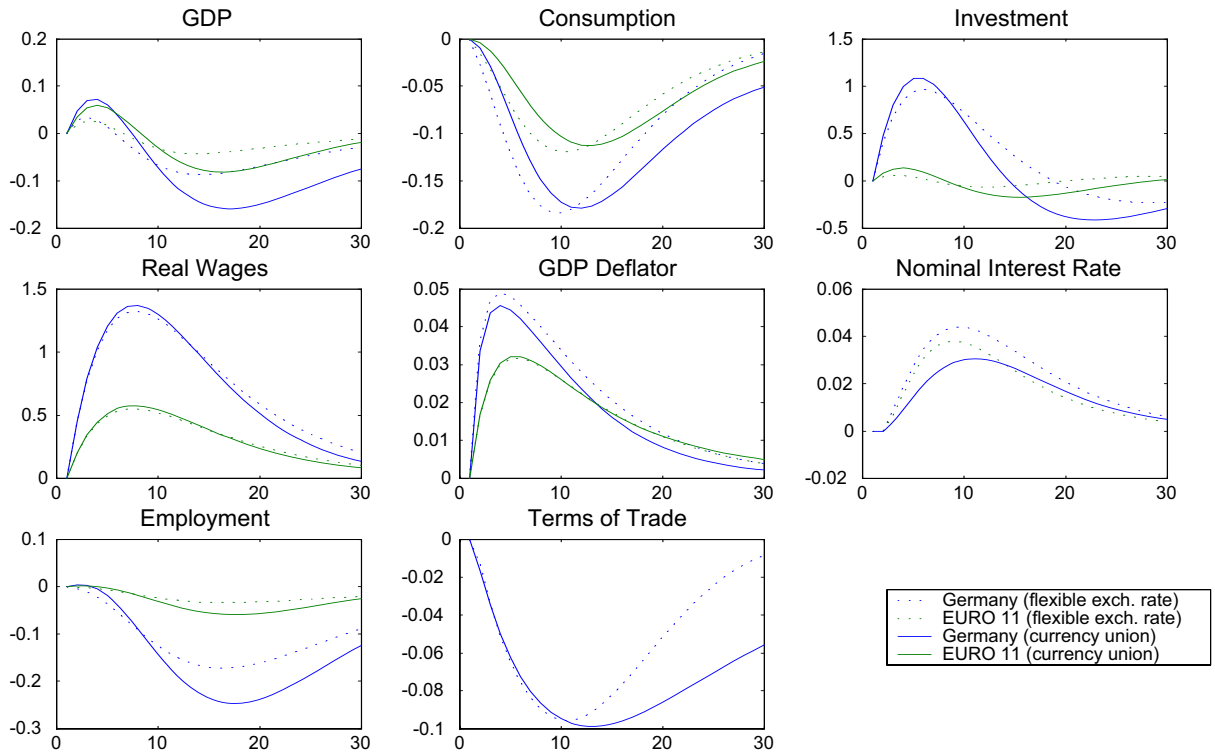 GDP
Consumption
Investment
0.2
0.1
0
-0.1
-0.2
0 10 20 30
0
-0.05
-0.1
-0.15
-0.2
0 10 20 30
1.5
1
0.5
0
-0.5
0 10 20 30
Real Wages
GDP Deflator
Nominal Interest Rate
1.5
1
0.5
0
0 10 20 30
0.05
0.04
0.03
0.02
0.01
0
0 10 20 30
0.06
0.04
0.02
0
-0.02
0 10 20 30
Employment
Terms of Trade
0.1
0
-0.1
-0.2
-0.3
0 10 20 30
0
-0.02
-0.04
-0.06
-0.08
-0.1
0 10 20 30
Germany (flexible exch. rate)
EURO 11 (flexible exch. rate)
Germany (currency union)
EURO 11 (currency union)